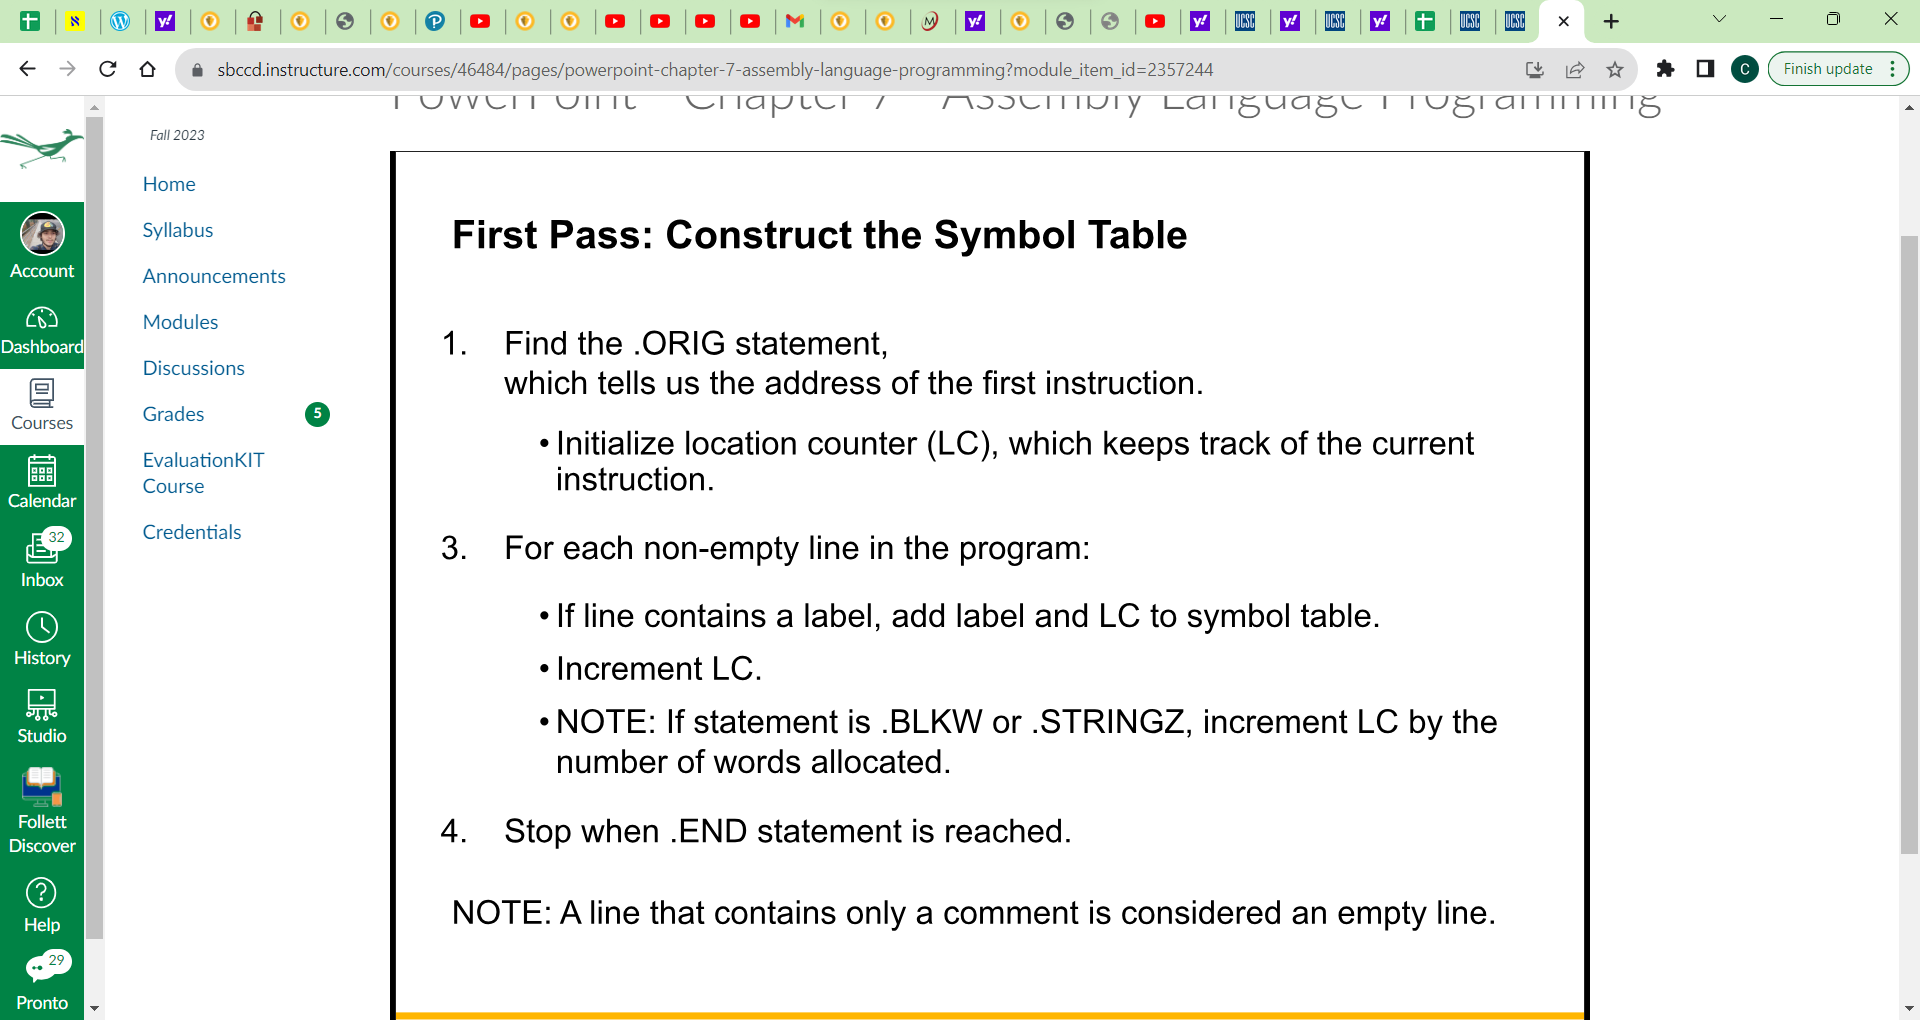 sbccd.instructure.com/courses/46484/pages/powerpoint-chapter-7-assembly-language-programming?module_item_id=2357244
C
Finish update
PowerPoint - Chapter 7 - Assembly Language Programming
Fall 2023
Home
Syllabus
Announcements
Modules
Discussions
Grades
5
EvaluationKIT
Course
Credentials
Account
Dashboard
Courses
Calendar
32
Inbox
History
Studio
Follett
Discover
Help
29
Pronto
First Pass: Construct the Symbol Table
1. Find the .ORIG statement,
which tells us the address of the first instruction.
• Initialize location counter (LC), which keeps track of the current
instruction.
3. For each non-empty line in the program:
• If line contains a label, add label and LC to symbol table.
• Increment LC.
• NOTE: If statement is .BLKW or .STRINGZ, increment LC by the
number of words allocated.
4. Stop when .END statement is reached.
NOTE: A line that contains only a comment is considered an empty line.